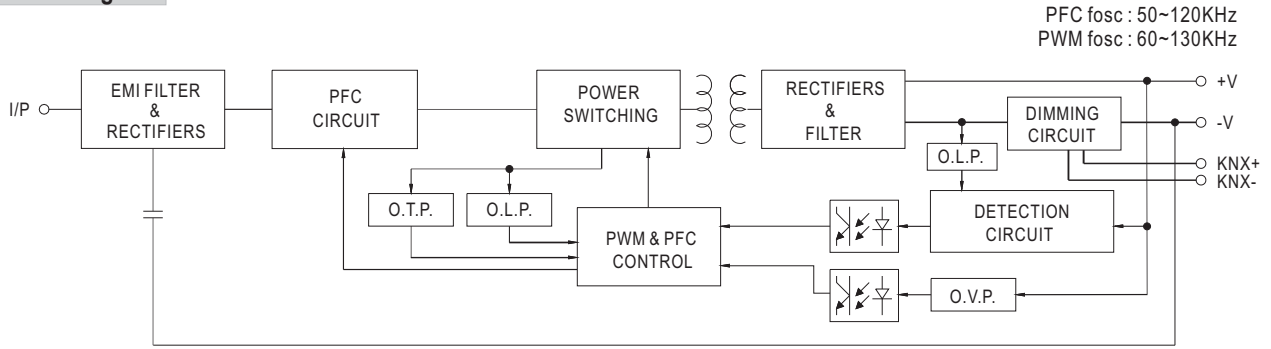 PFC fosc : 50~120KHz
PWM fosc : 60~130KHz
I/P
EMI FILTER
&
RECTIFIERS
PFC
CIRCUIT
POWER
SWITCHING
RECTIFIERS
&
FILTER
DIMMING
CIRCUIT
+V
-V
KNX+
KNX-
O.L.P.
O.T.P.
O.L.P.
PWM & PFC
CONTROL
DETECTION
CIRCUIT
O.V.P.